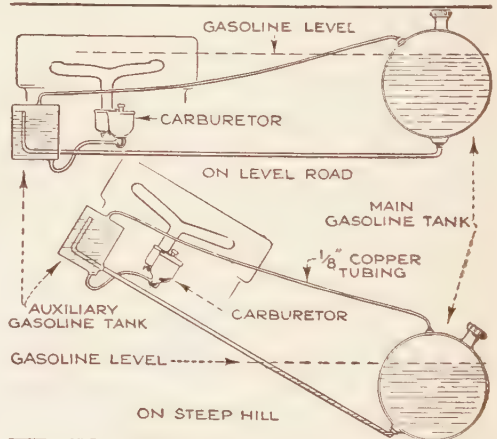 GASOLINE LEVEL
CARBURETOR
ON LEVEL ROAD
MAIN
GASOLINE TANK
1/8" COPPER
TUBING
AUXILIARY
GASOLINE TANK
CARBURETOR
GASOLINE LEVEL
ON STEEP HILL